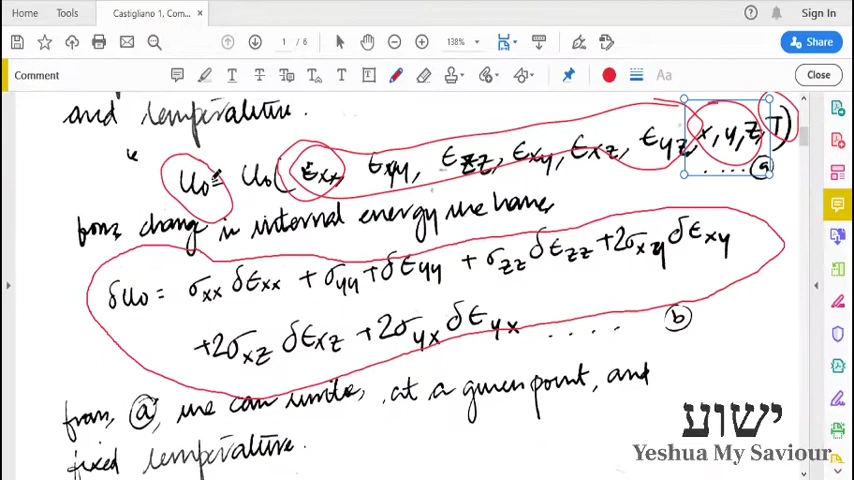 Home Tools Castigliano 1, Com... × Sign In
1 / 6 138% Share
Comment T T T T T Aa Close
and temperature.
U₀ = U₀( εxx, εyy, εzz, εxy, εxz, εyz, x, y, z, T)
..... ⓐ
from change in internal energy we have,
δU₀ = σxx δεxx + σyy + δεyy + σzz δεzz + 2σxy δεxy
+ 2σxz δεxz + 2σyx δεyx ..... ⓑ
from, ⓐ, we can write, at a given point, and
fixed temperature.
ישוע
Yeshua My Saviour